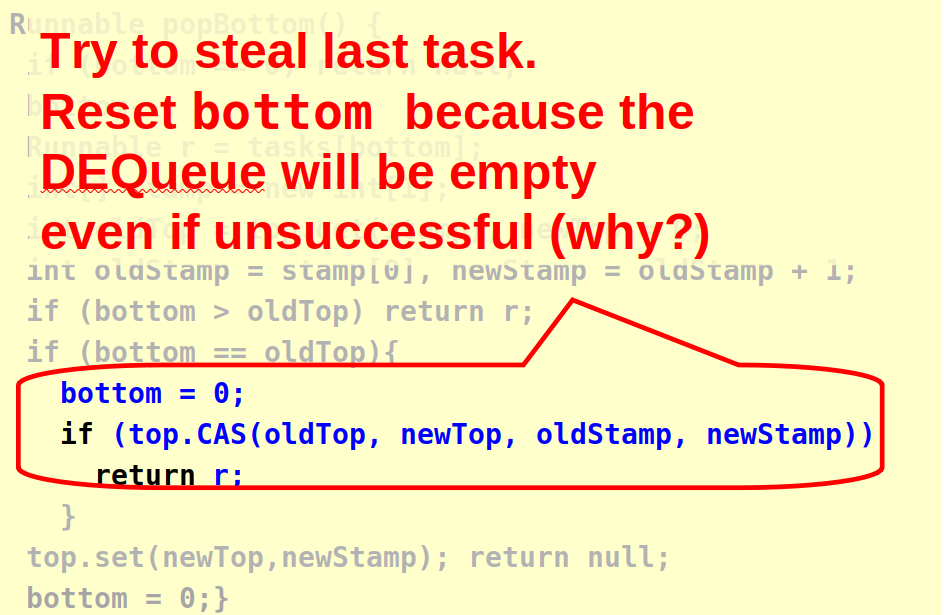 Runnable popBottom() {
Try to steal last task.
if (bottom == 0) return null;
Reset bottom because the
Runnable r = tasks[bottom];
DEQueue will be empty
int[] stamp = new int[1];
even if unsuccessful (why?)
int oldStamp = stamp[0], newStamp = oldStamp + 1;
if (bottom > oldTop) return r;
if (bottom == oldTop){
bottom = 0;
if (top.CAS(oldTop, newTop, oldStamp, newStamp))
return r;
}
top.set(newTop,newStamp); return null;
bottom = 0;}